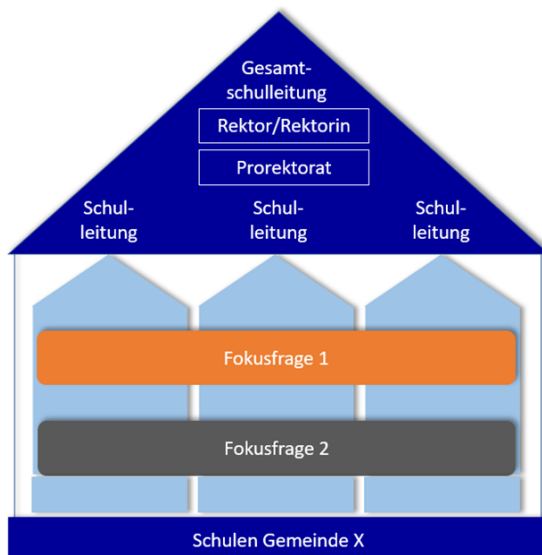 Gesamt-
schulleitung
Rektor/Rektorin
Prorektorat
Schul-
leitung
Schul-
leitung
Schul-
leitung
Fokusfrage 1
Fokusfrage 2
Schulen Gemeinde X